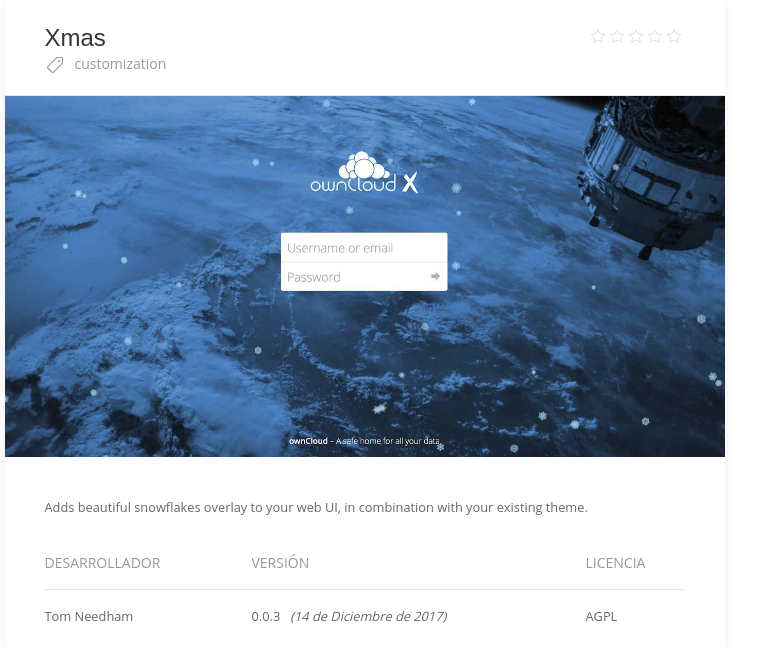 Xmas
customization
ownCloud X
Username or email
Password
ownCloud – A safe home for all your data
Adds beautiful snowflakes overlay to your web UI, in combination with your existing theme.
DESARROLLADOR VERSIÓN LICENCIA
Tom Needham 0.0.3 (14 de Diciembre de 2017) AGPL